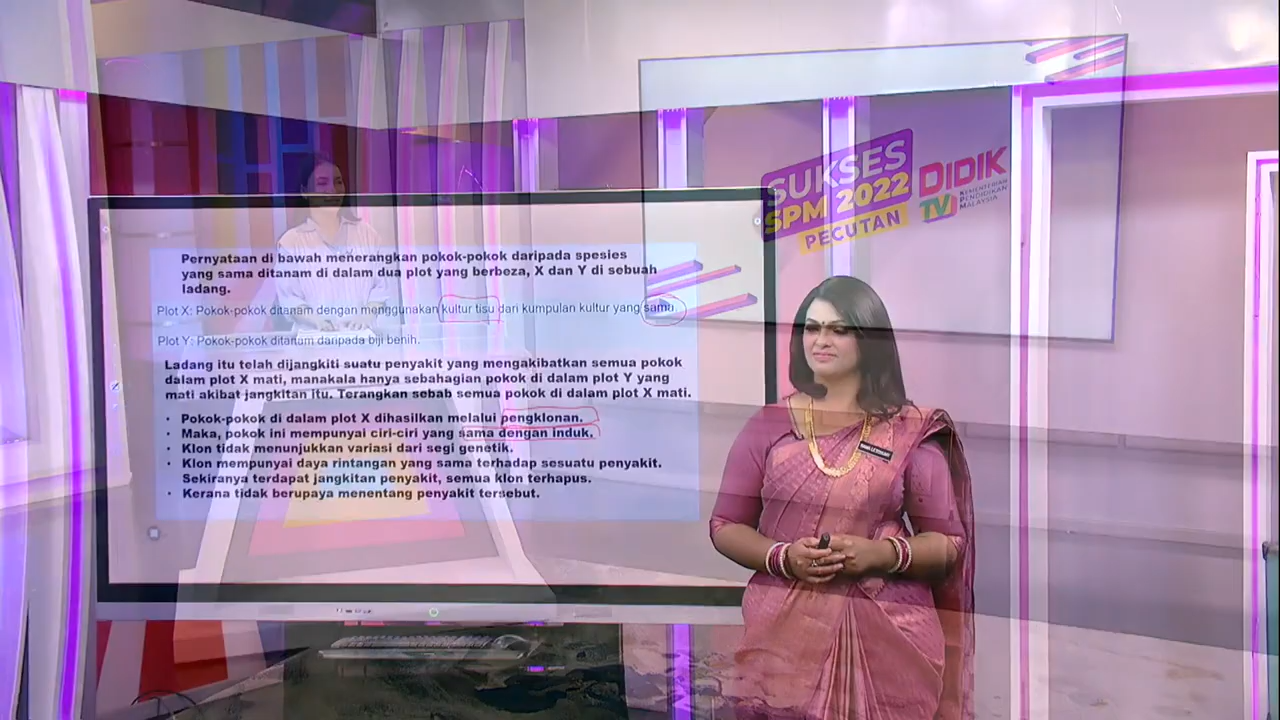 SUKSES
SPM 2022
PECUTAN
DIDIK
TV
KEMENTERIAN
PENDIDIKAN
MALAYSIA
Pernyataan di bawah menerangkan pokok-pokok daripada spesies
yang sama ditanam di dalam dua plot yang berbeza, X dan Y di sebuah
ladang.
Plot X: Pokok-pokok ditanam dengan menggunakan kultur tisu dari kumpulan kultur yang sama
Plot Y: Pokok-pokok ditanam daripada biji benih.
Ladang itu telah dijangkiti suatu penyakit yang mengakibatkan semua pokok
dalam plot X mati, manakala hanya sebahagian pokok di dalam plot Y yang
mati akibat jangkitan itu. Terangkan sebab semua pokok di dalam plot X mati.
• Pokok-pokok di dalam plot X dihasilkan melalui pengklonan.
• Maka, pokok ini mempunyai ciri-ciri yang sama dengan induk.
• Klon tidak menunjukkan variasi dari segi genetik.
• Klon mempunyai daya rintangan yang sama terhadap sesuatu penyakit.
Sekiranya terdapat jangkitan penyakit, semua klon terhapus.
• Kerana tidak berupaya menentang penyakit tersebut.